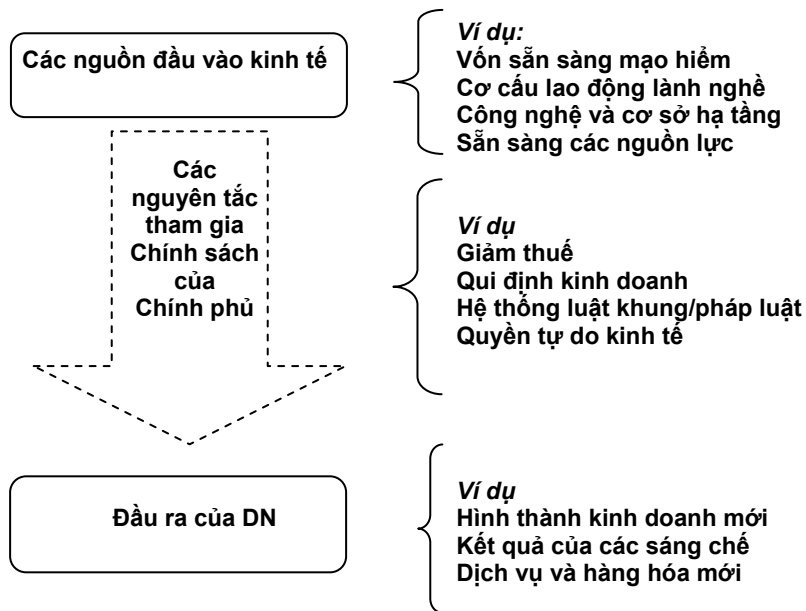 Các nguồn đầu vào kinh tế
Ví dụ:
Vốn sẵn sàng mạo hiểm
Cơ cấu lao động lành nghề
Công nghệ và cơ sở hạ tầng
Sẵn sàng các nguồn lực
Các
nguyên tắc
tham gia
Chính sách
của
Chính phủ
Ví dụ
Giảm thuế
Qui định kinh doanh
Hệ thống luật khung/pháp luật
Quyền tự do kinh tế
Đầu ra của DN
Ví dụ
Hình thành kinh doanh mới
Kết quả của các sáng chế
Dịch vụ và hàng hóa mới